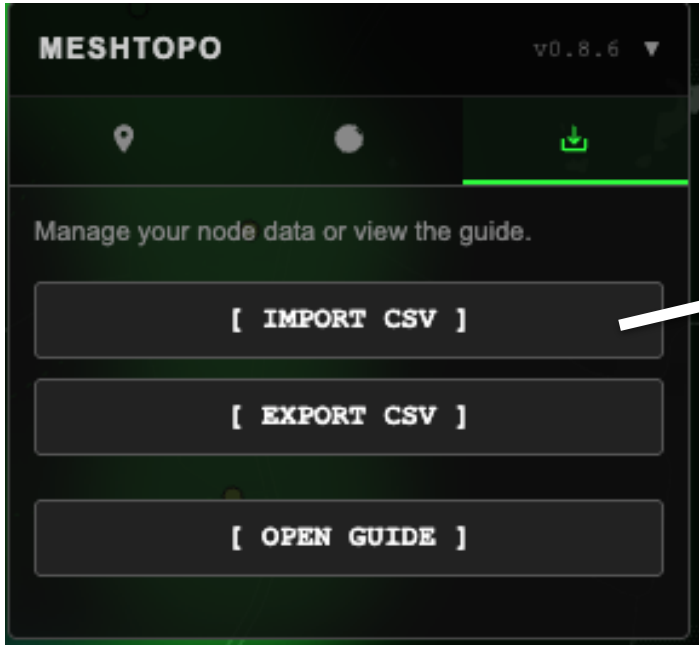 MESHTOPO v0.8.6 ▼
Manage your node data or view the guide.
[ IMPORT CSV ]
[ EXPORT CSV ]
[ OPEN GUIDE ]